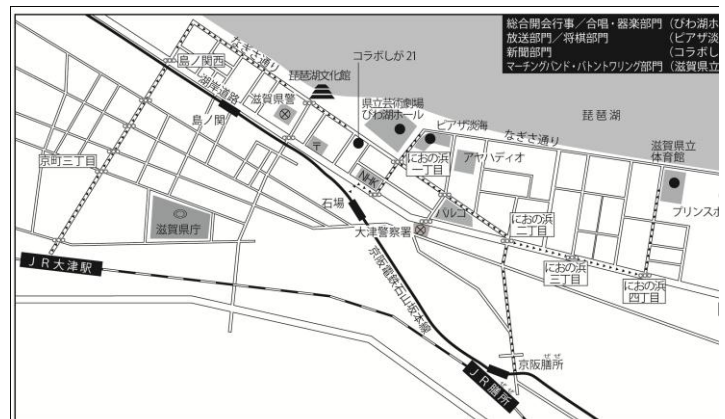 総合開会行事／合唱・器楽部門（びわ湖ホ
放送部門／将棋部門（ピアザ淡
新聞部門（コラボし
マーチングバンド・バトントワリング部門（滋賀県立
なぎさ通り
コラボしが21
島ノ関西
湖岸道路
琵琶湖文化館
滋賀県警
県立芸術劇場
びわ湖ホール
琵琶湖
島ノ関
ピアザ淡海
なぎさ通り
滋賀県立
体育館
〒
アヤハディオ
京町三丁目
NHK
におの浜
一丁目
プリンスホ
石場
パルコ
滋賀県庁
大津警察署
におの浜
二丁目
JR大津駅
におの浜
三丁目
におの浜
四丁目
京阪電鉄石山坂本線
京阪膳所
ぜぜ
JR膳所
ぜぜ